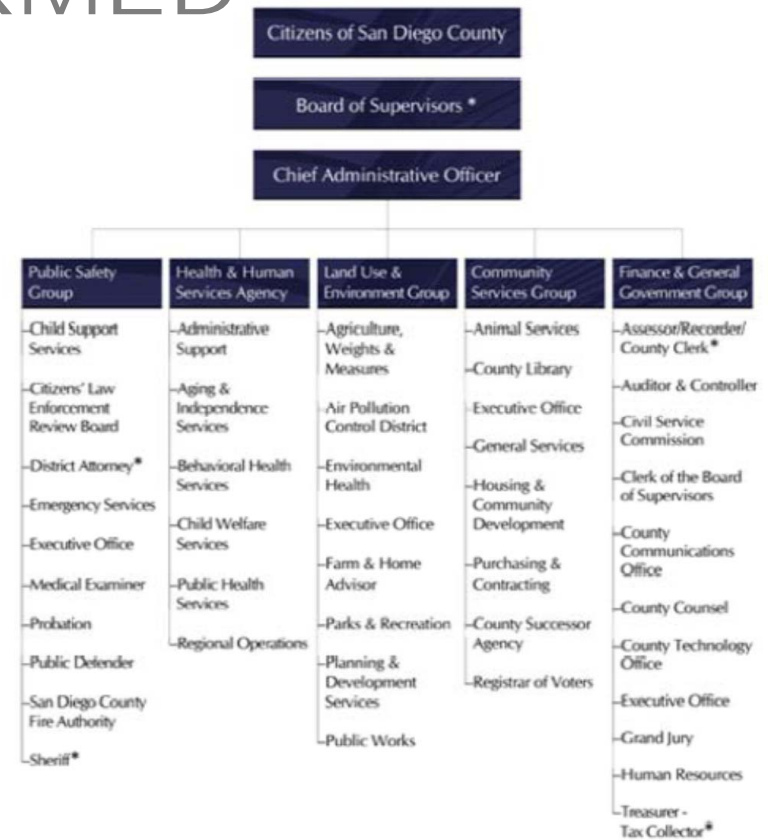 Citizens of San Diego County
Board of Supervisors *
Chief Administrative Officer
Public Safety
Group
Child Support
Services
Citizens' Law
Enforcement
Review Board
District Attorney*
Emergency Services
Executive Office
Medical Examiner
Probation
Public Defender
San Diego County
Fire Authority
Sheriff*
Health & Human
Services Agency
Administrative
Support
Aging &
Independence
Services
Behavioral Health
Services
Child Welfare
Services
Public Health
Services
Regional Operations
Land Use &
Environment Group
Agriculture,
Weights &
Measures
Air Pollution
Control District
Environmental
Health
Executive Office
Farm & Home
Advisor
Parks & Recreation
Planning &
Development
Services
Public Works
Community
Services Group
Animal Services
County Library
Executive Office
General Services
Housing &
Community
Development
Purchasing &
Contracting
County Successor
Agency
Registrar of Voters
Finance & General
Government Group
Assessor/Recorder/
County Clerk*
Auditor & Controller
Civil Service
Commission
Clerk of the Board
of Supervisors
County
Communications
Office
County Counsel
County Technology
Office
Executive Office
Grand Jury
Human Resources
Treasurer -
Tax Collector*